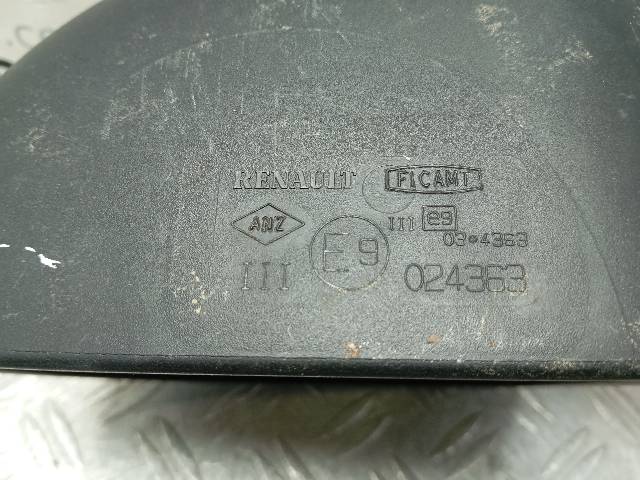 RENAULT FICAMT
ANZ III e9
03*4363
III E9 024363